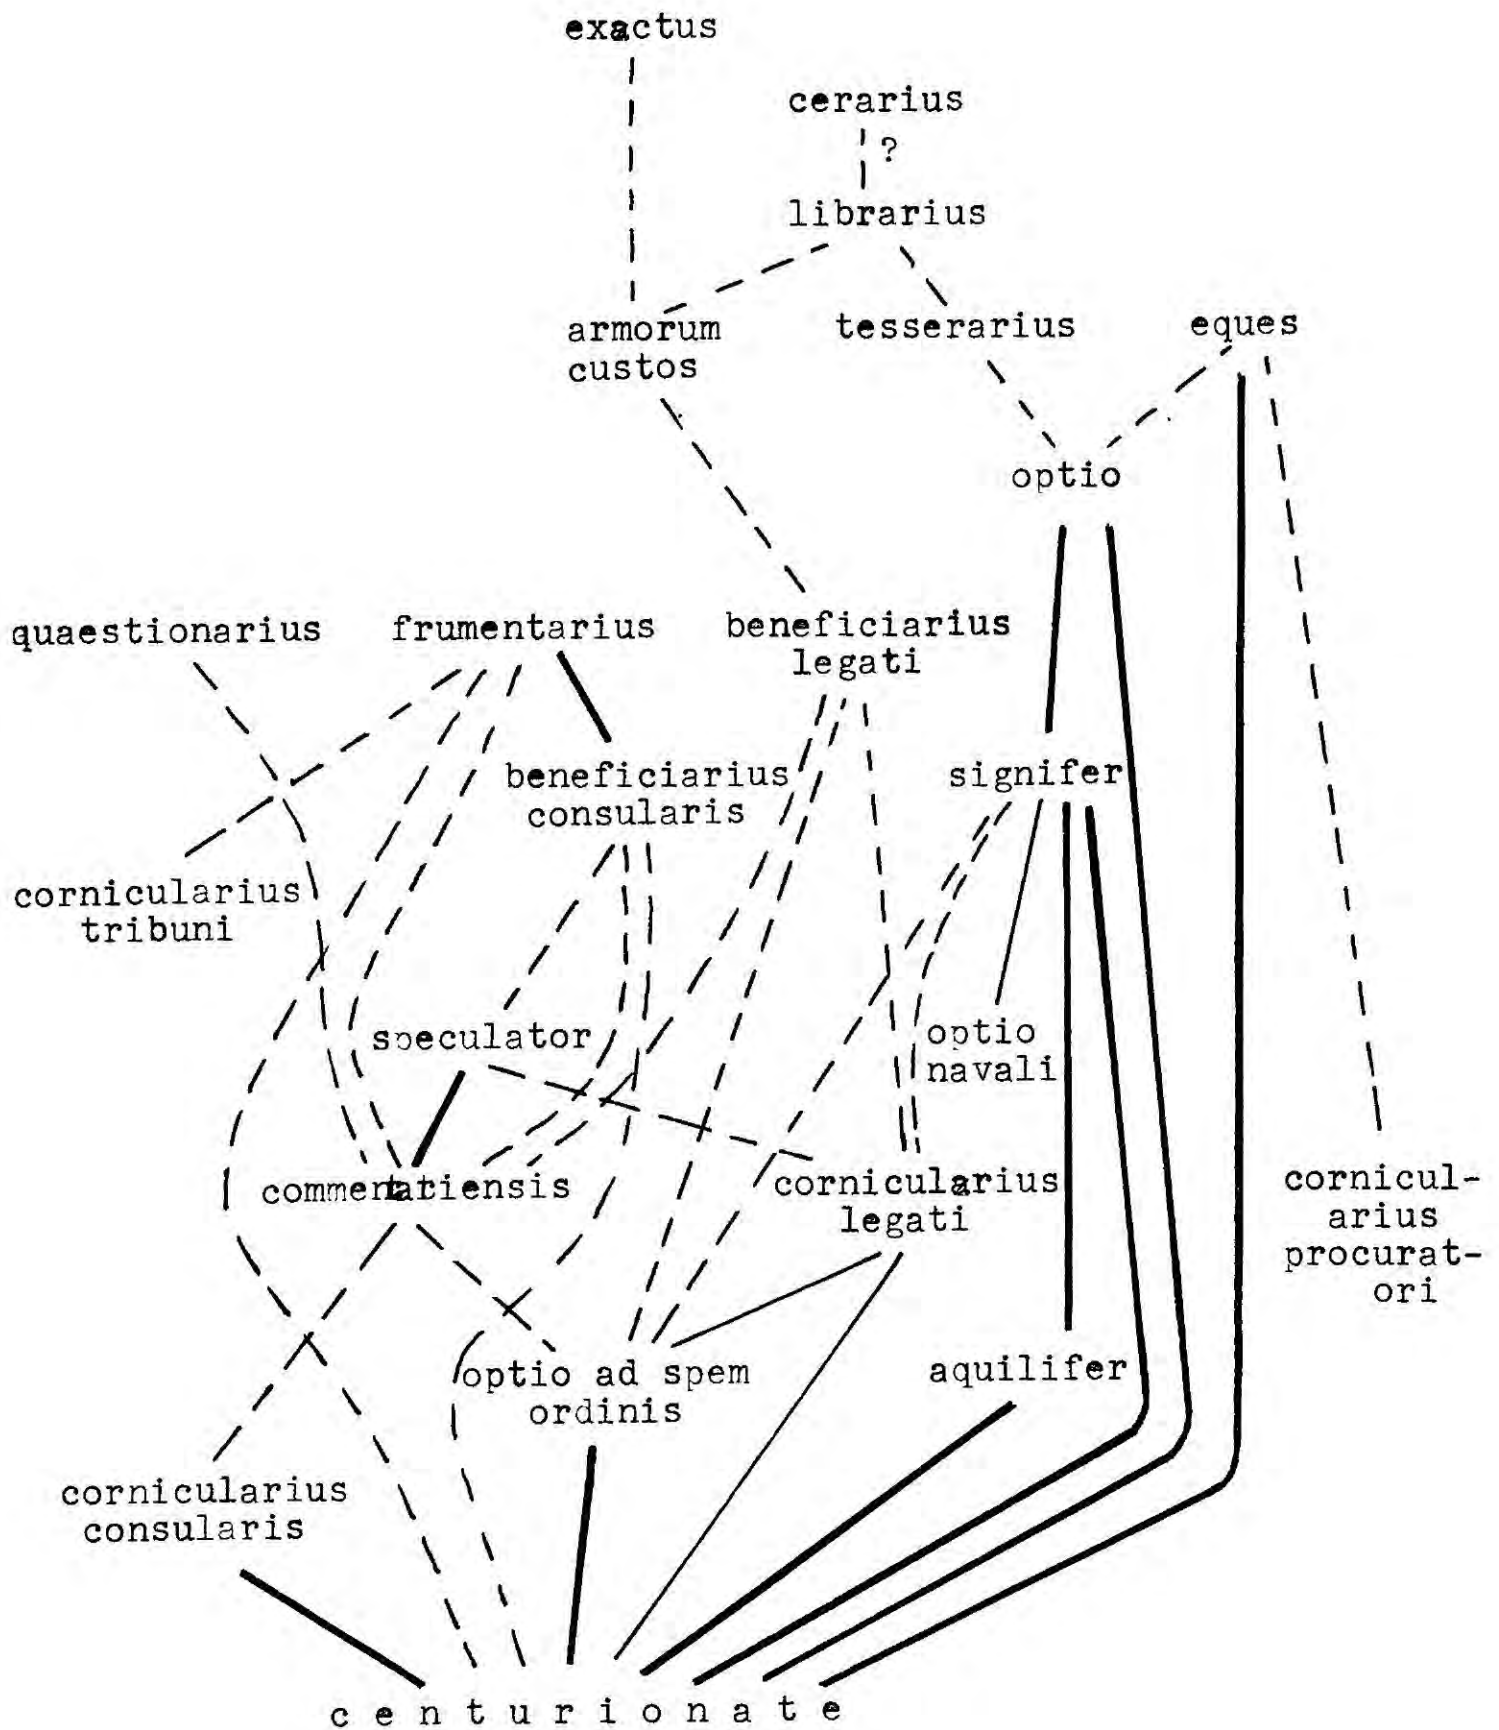 exactus
cerarius
?
librarius
armorum
custos
tesserarius
eques
optio
quaestionarius
frumentarius
beneficiarius
legati
beneficiarius
consularis
signifer
cornicularius
tribuni
speculator
optio
navali
commentariensis
cornicularius
legati
cornicul-
arius
procurat-
ori
optio ad spem
ordinis
aquilifer
cornicularius
consularis
c e n t u r i o n a t e